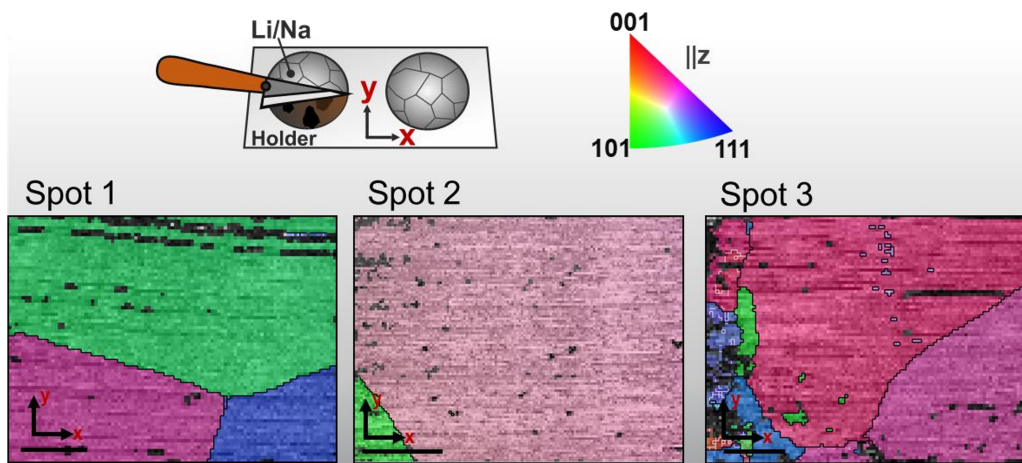 Li/Na
y
x
Holder
001
||z
101
111
Spot 1
Spot 2
Spot 3
y
x
y
x
y
x